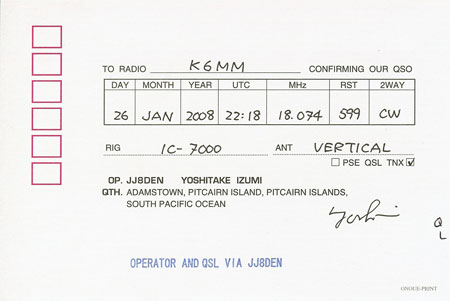 TO RADIO K6MM CONFIRMING OUR QSO
DAY MONTH YEAR UTC MHz RST 2WAY
26 JAN 2008 22:18 18.074 599 CW
RIG IC-7000 ANT VERTICAL
PSE QSL TNX
OP. JJ8DEN YOSHITAKE IZUMI
QTH. ADAMSTOWN, PITCAIRN ISLAND, PITCAIRN ISLANDS,
SOUTH PACIFIC OCEAN
Q
L
OPERATOR AND QSL VIA JJ8DEN
ONOUE-PRINT